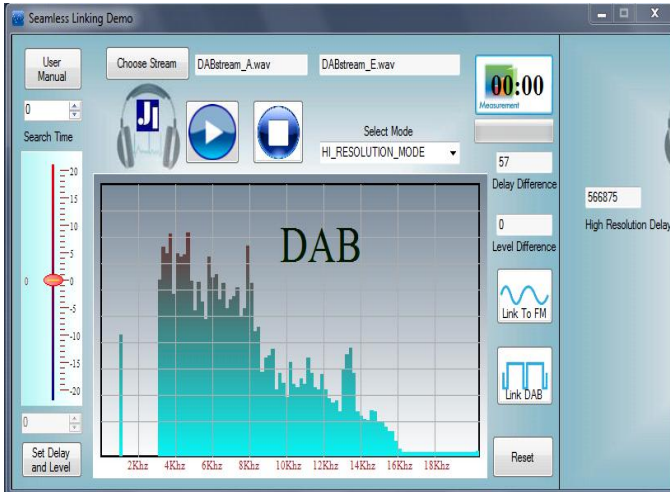 Seamless Linking Demo
User
Manual
Choose Stream
DABstream_A.wav
DABstream_E.wav
00:00
Measurement
0
Search Time
JI
Select Mode
HI_RESOLUTION_MODE
57
Delay Difference
566875
High Resolution Delay
0
Level Difference
DAB
20
15
10
5
0
0
-5
-10
-15
-20
Link To FM
Link DAB
0
Set Delay
and Level
Reset
2Khz 4Khz 6Khz 8Khz 10Khz 12Khz 14Khz 16Khz 18Khz